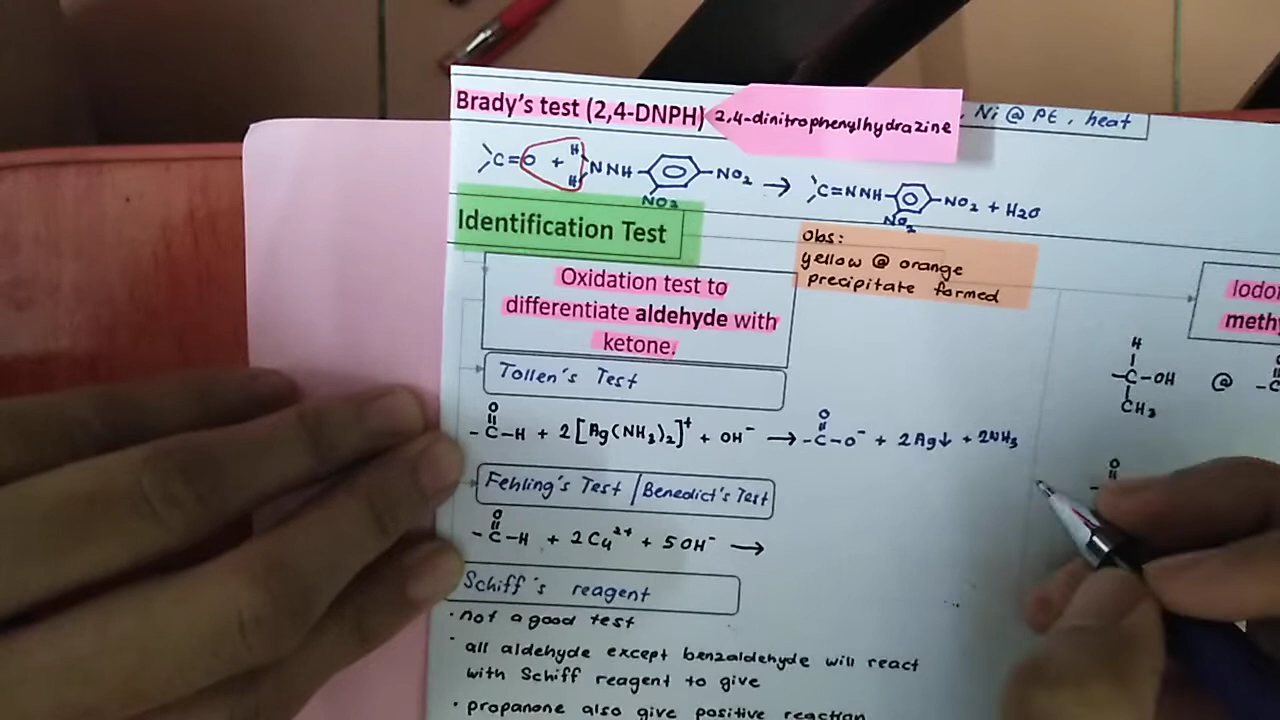 Brady's test (2,4-DNPH) 2,4-dinitrophenylhydrazine
, Ni @ Pt , heat
C=O + H H NNH NO2 NO2 → C=NNH NO2 NO2 + H2O
Identification Test
Obs:
yellow @ orange
precipitate formed
Oxidation test to
differentiate aldehyde with
ketone.
Tollen's Test
O O
-C-H + 2[Ag(NH3)2]+ + OH- → -C-O- + 2Ag↓ + 2NH3
Fehling's Test / Benedict's Test
O
-C-H + 2Cu2+ + 5OH- →
Schiff's reagent
• not a good test
• all aldehyde except benzaldehyde will react
with Schiff reagent to give
• propanone also give positive reaction
H
-C-OH @ -C
CH3
O